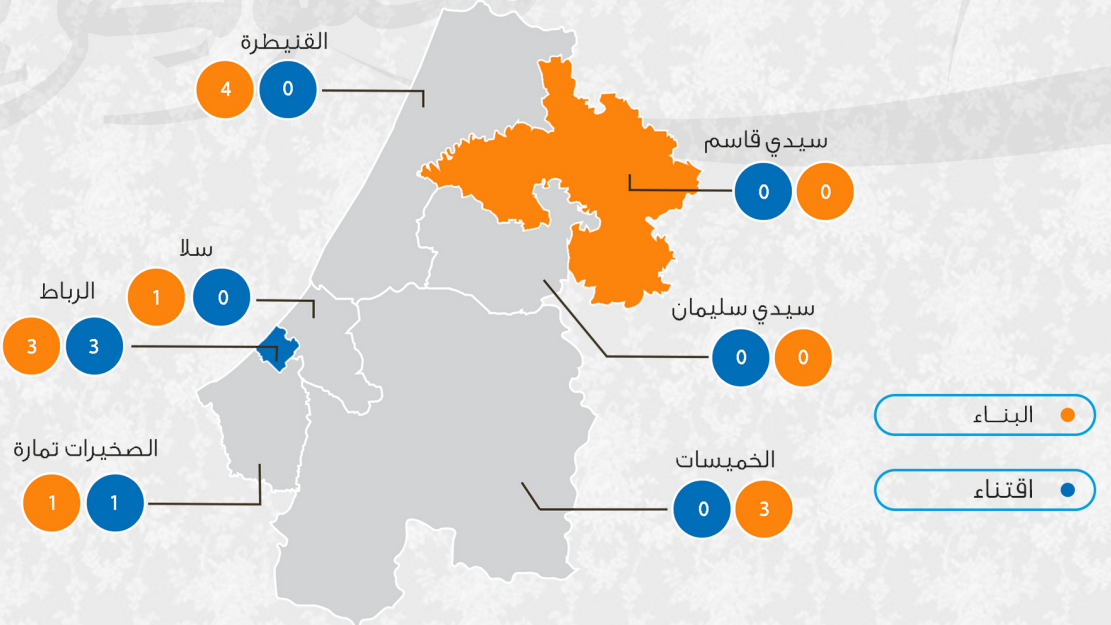 القنيطرة
4 0
سيدي قاسم
0 0
سلا
1 0
الرباط
3 3
سيدي سليمان
0 0
البنــاء
اقتناء
الصخيرات تمارة
1 1
الخميسات
0 3